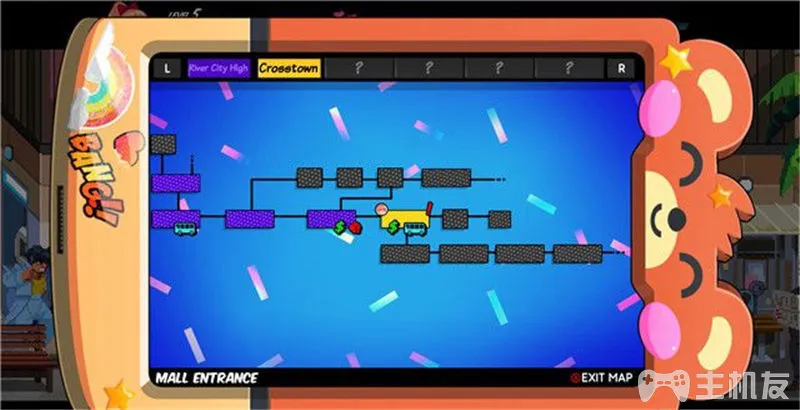 LEVEL 5
L
River City High
Crosstown
?
?
?
?
R
BANG!
MALL ENTRANCE
EXIT MAP
主机友